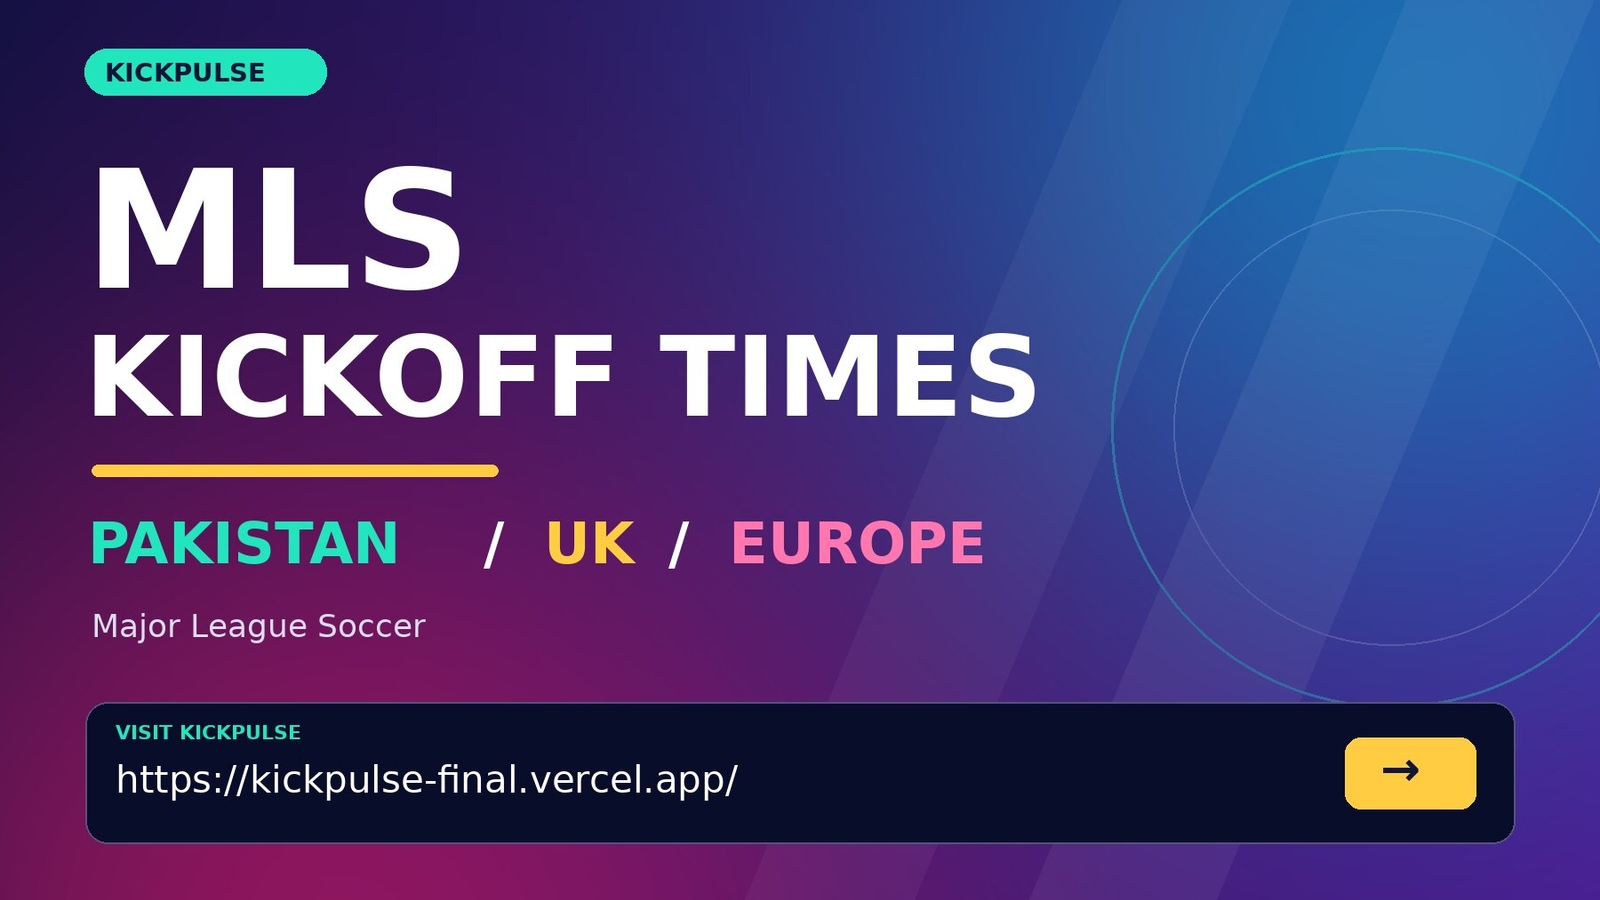 KICKPULSE
MLS
KICKOFF TIMES
PAKISTAN / UK / EUROPE
Major League Soccer
VISIT KICKPULSE
https://kickpulse-final.vercel.app/
→